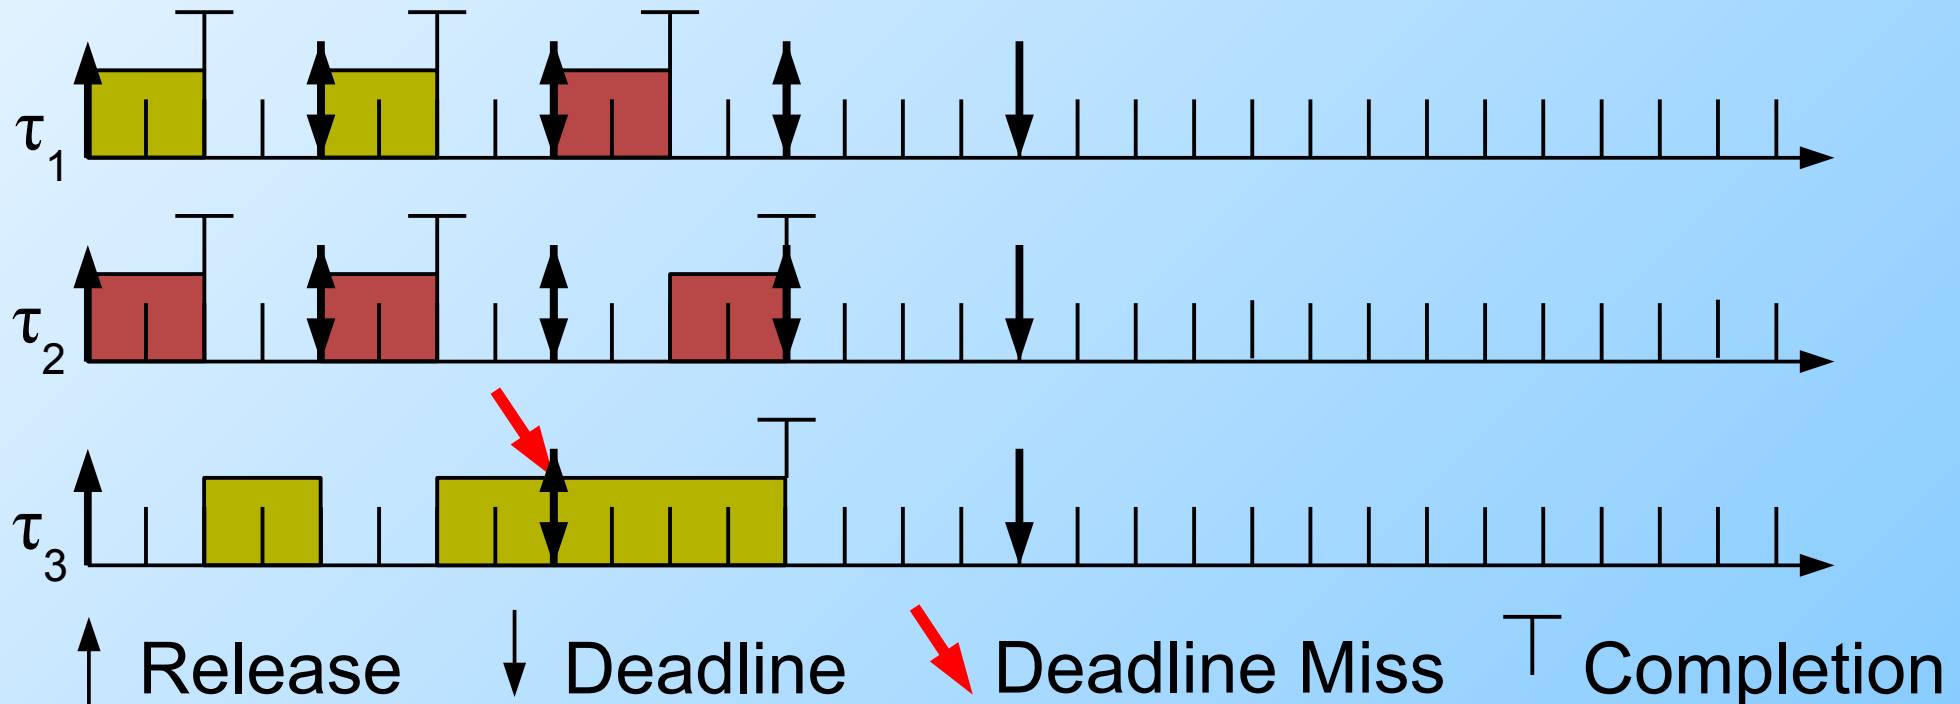 τ1
τ2
τ3
Release Deadline Deadline Miss Completion